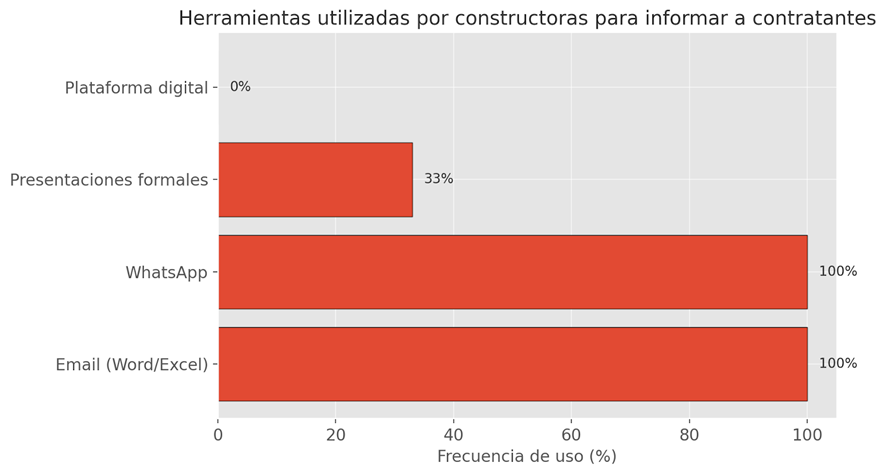 Herramientas utilizadas por constructoras para informar a contratantes
Plataforma digital
0%
Presentaciones formales
33%
WhatsApp
100%
Email (Word/Excel)
100%
0 20 40 60 80 100
Frecuencia de uso (%)